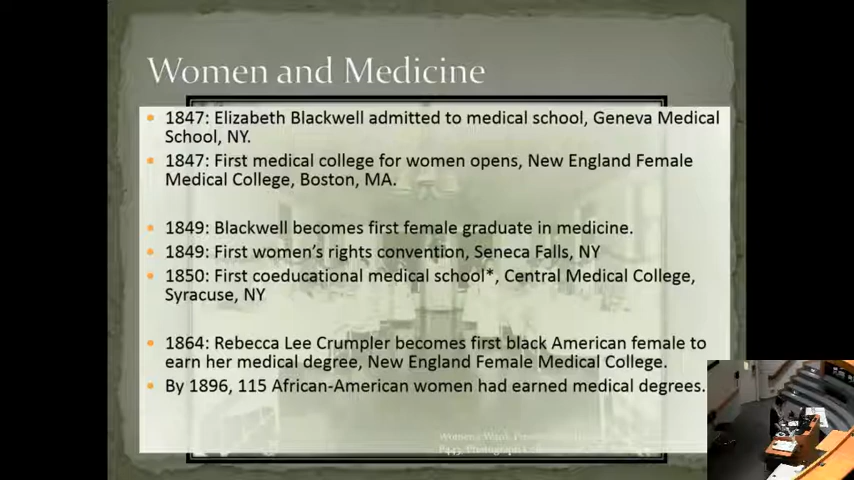 Women and Medicine
• 1847: Elizabeth Blackwell admitted to medical school, Geneva Medical
School, NY.
• 1847: First medical college for women opens, New England Female
Medical College, Boston, MA.
• 1849: Blackwell becomes first female graduate in medicine.
• 1849: First women’s rights convention, Seneca Falls, NY
• 1850: First coeducational medical school*, Central Medical College,
Syracuse, NY
• 1864: Rebecca Lee Crumpler becomes first black American female to
earn her medical degree, New England Female Medical College.
• By 1896, 115 African-American women had earned medical degrees.